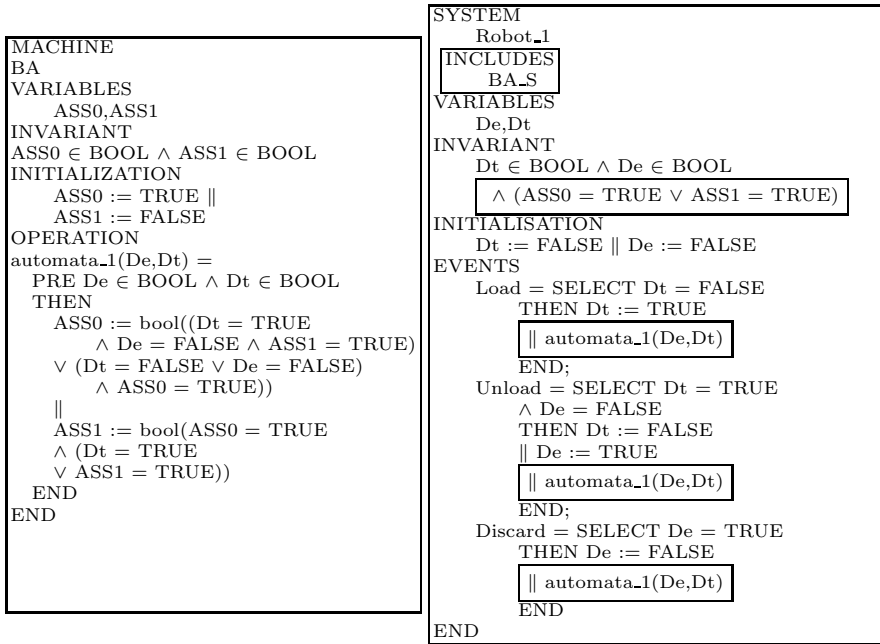 MACHINE
BA
VARIABLES
ASS0,ASS1
INVARIANT
ASS0 ∈ BOOL ∧ ASS1 ∈ BOOL
INITIALIZATION
ASS0 := TRUE ∥
ASS1 := FALSE
OPERATION
automata_1(De,Dt) =
PRE De ∈ BOOL ∧ Dt ∈ BOOL
THEN
ASS0 := bool((Dt = TRUE
∧ De = FALSE ∧ ASS1 = TRUE)
∨ (Dt = FALSE ∨ De = FALSE)
∧ ASS0 = TRUE))
∥
ASS1 := bool(ASS0 = TRUE
∧ (Dt = TRUE
∨ ASS1 = TRUE))
END
END
SYSTEM
Robot_1
INCLUDES
BA_S
VARIABLES
De,Dt
INVARIANT
Dt ∈ BOOL ∧ De ∈ BOOL
∧ (ASS0 = TRUE ∨ ASS1 = TRUE)
INITIALISATION
Dt := FALSE ∥ De := FALSE
EVENTS
Load = SELECT Dt = FALSE
THEN Dt := TRUE
∥ automata_1(De,Dt)
END;
Unload = SELECT Dt = TRUE
∧ De = FALSE
THEN Dt := FALSE
∥ De := TRUE
∥ automata_1(De,Dt)
END;
Discard = SELECT De = TRUE
THEN De := FALSE
∥ automata_1(De,Dt)
END
END